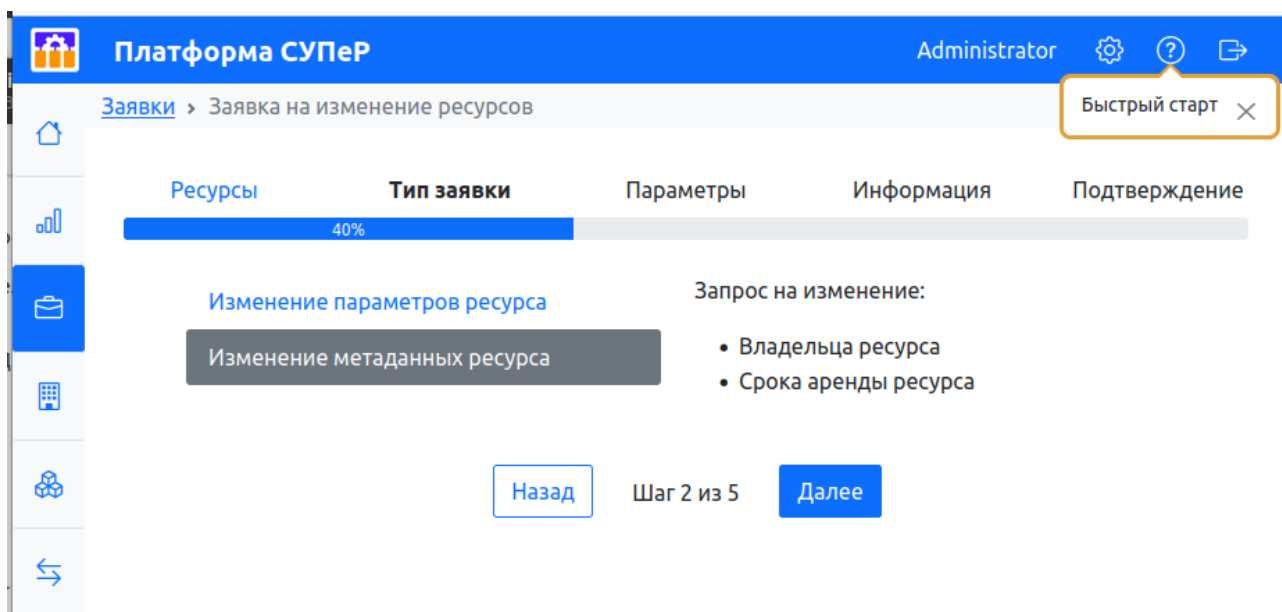 Платформа СУПеР
Administrator
Быстрый старт
Заявки › Заявка на изменение ресурсов
Ресурсы Тип заявки Параметры Информация Подтверждение
40%
Изменение параметров ресурса
Изменение метаданных ресурса
Запрос на изменение:
• Владельца ресурса
• Срока аренды ресурса
Назад Шаг 2 из 5 Далее